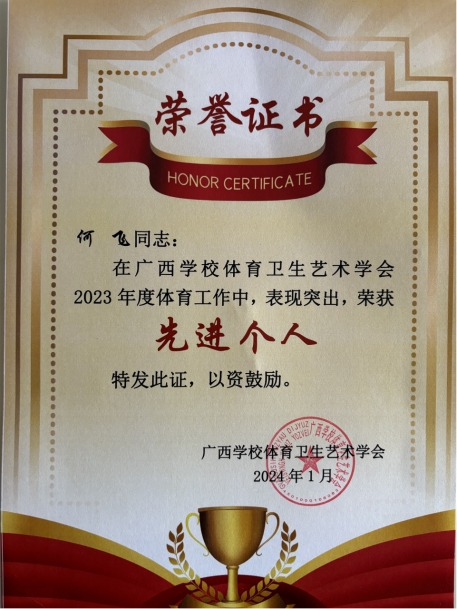 荣誉证书
HONOR CERTIFICATE
何 飞同志：
在广西学校体育卫生艺术学会
2023 年度体育工作中，表现突出，荣获
先进个人
特发此证，以资鼓励。
广西学校体育卫生艺术学会
2024 年 1 月